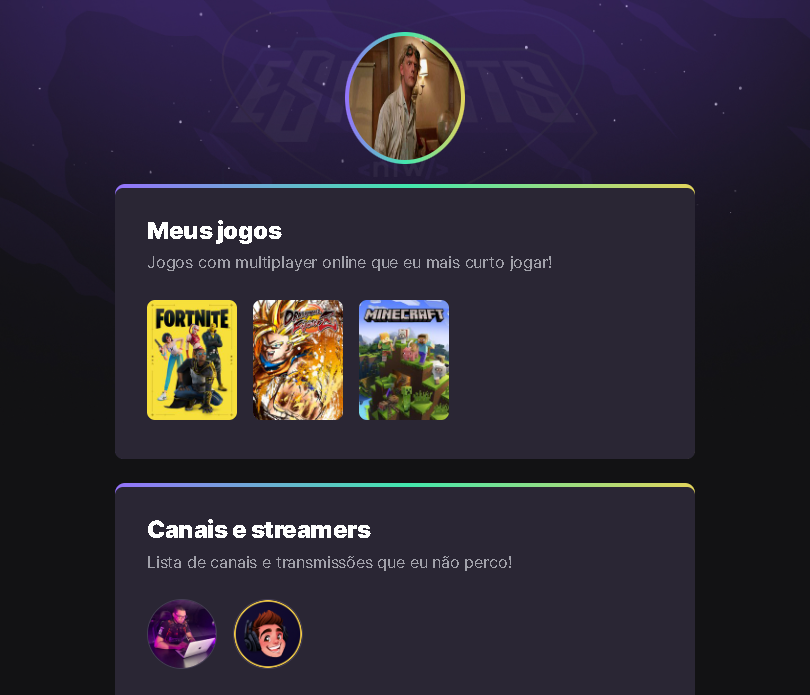 Meus jogos
Jogos com multiplayer online que eu mais curto jogar!
FORTNITE
MINECRAFT
Canais e streamers
Lista de canais e transmissões que eu não perco!